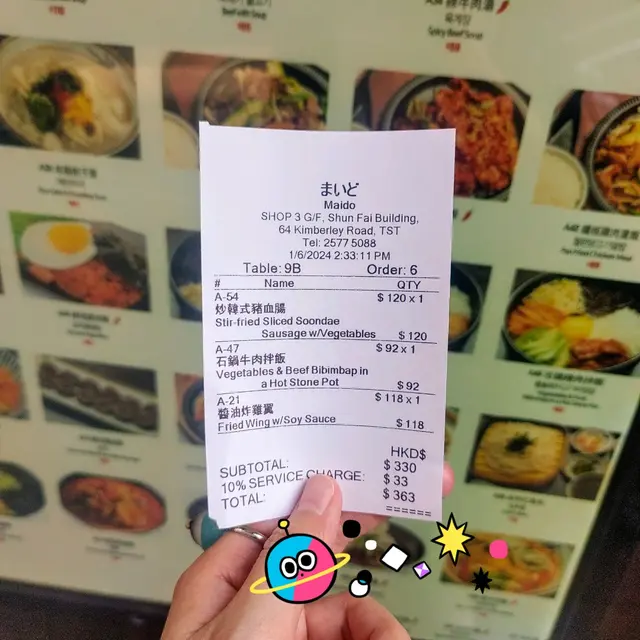 まいど
Maido
SHOP 3 G/F, Shun Fai Building,
64 Kimberley Road, TST
Tel: 2577 5088
1/6/2024 2:33:11 PM
Table: 9B Order: 6
# Name QTY
A-54 $ 120 x 1
炒韓式豬血腸
Stir-fried Sliced Soondae
Sausage w/Vegetables $ 120
A-47 $ 92 x 1
石鍋牛肉拌飯
Vegetables & Beef Bibimbap in
a Hot Stone Pot $ 92
A-21 $ 118 x 1
醬油炸雞翼
Fried Wing w/Soy Sauce $ 118
HKD$
SUBTOTAL: $ 330
10% SERVICE CHARGE: $ 33
TOTAL: $ 363
======